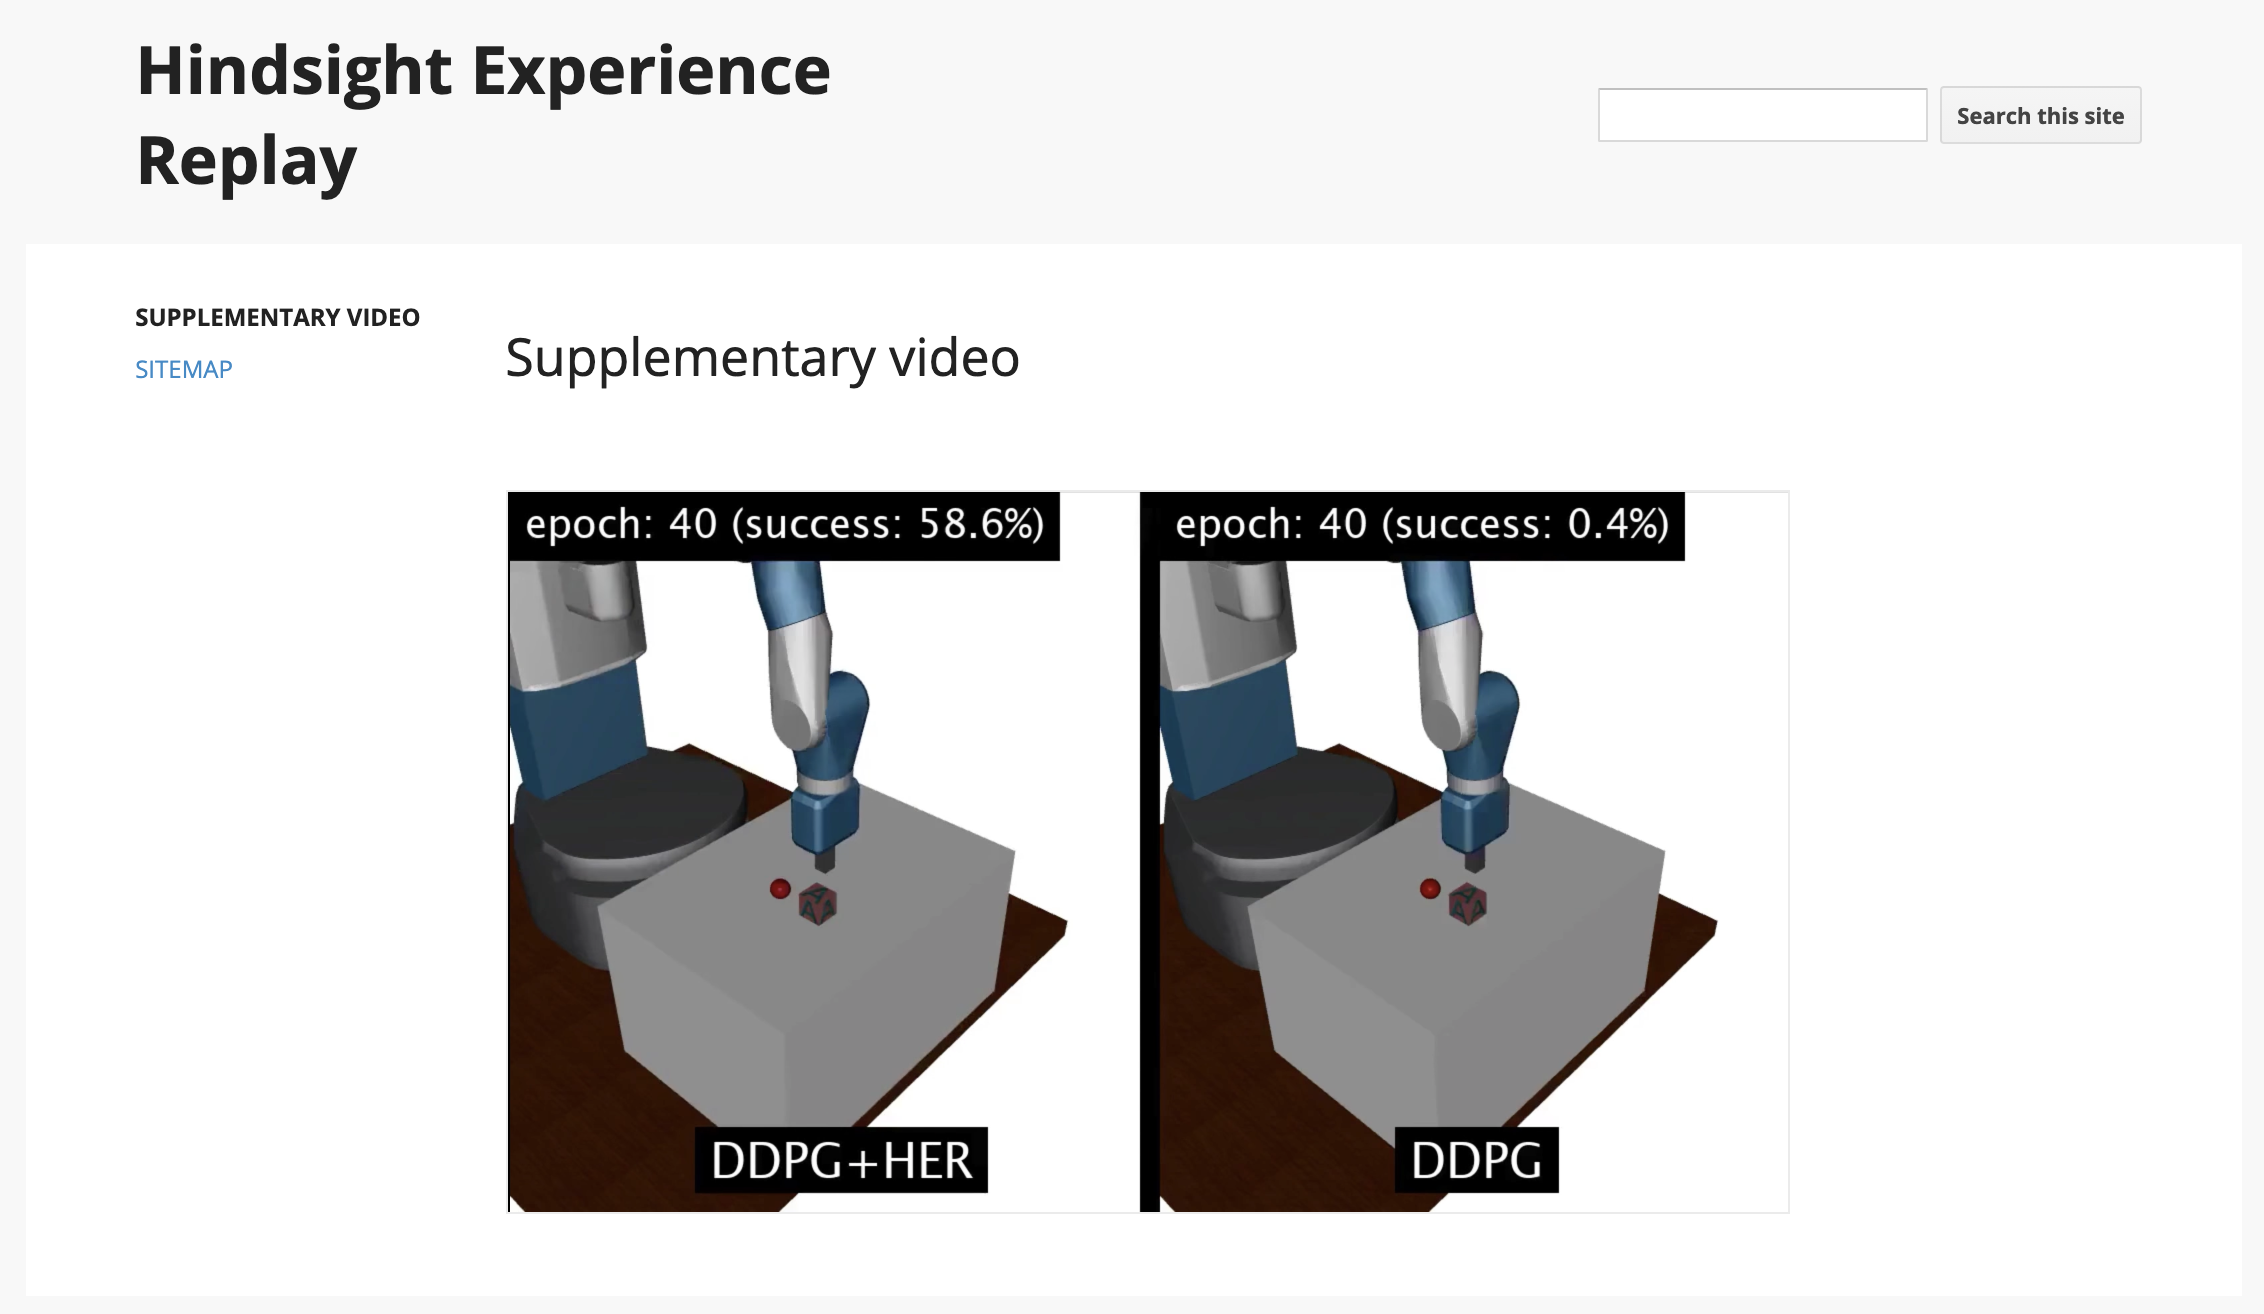 Hindsight Experience
Replay
Search this site
SUPPLEMENTARY VIDEO
SITEMAP
Supplementary video
epoch: 40 (success: 58.6%)
epoch: 40 (success: 0.4%)
A
A A
A
A A
DDPG+HER
DDPG